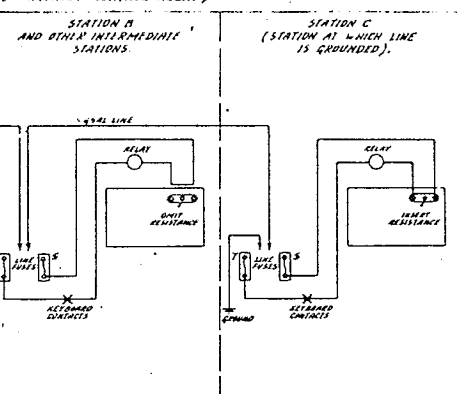 STATION B
AND OTHER INTERMEDIATE
STATIONS.
SIGNAL LINE
RELAY
OMIT
RESISTANCE
LINE
FUSES
S
KEYBOARD
CONTACTS
STATION C
(STATION AT WHICH LINE
IS GROUNDED).
RELAY
INSERT
RESISTANCE
T
LINE
FUSES
S
GROUND
KEYBOARD
CONTACTS